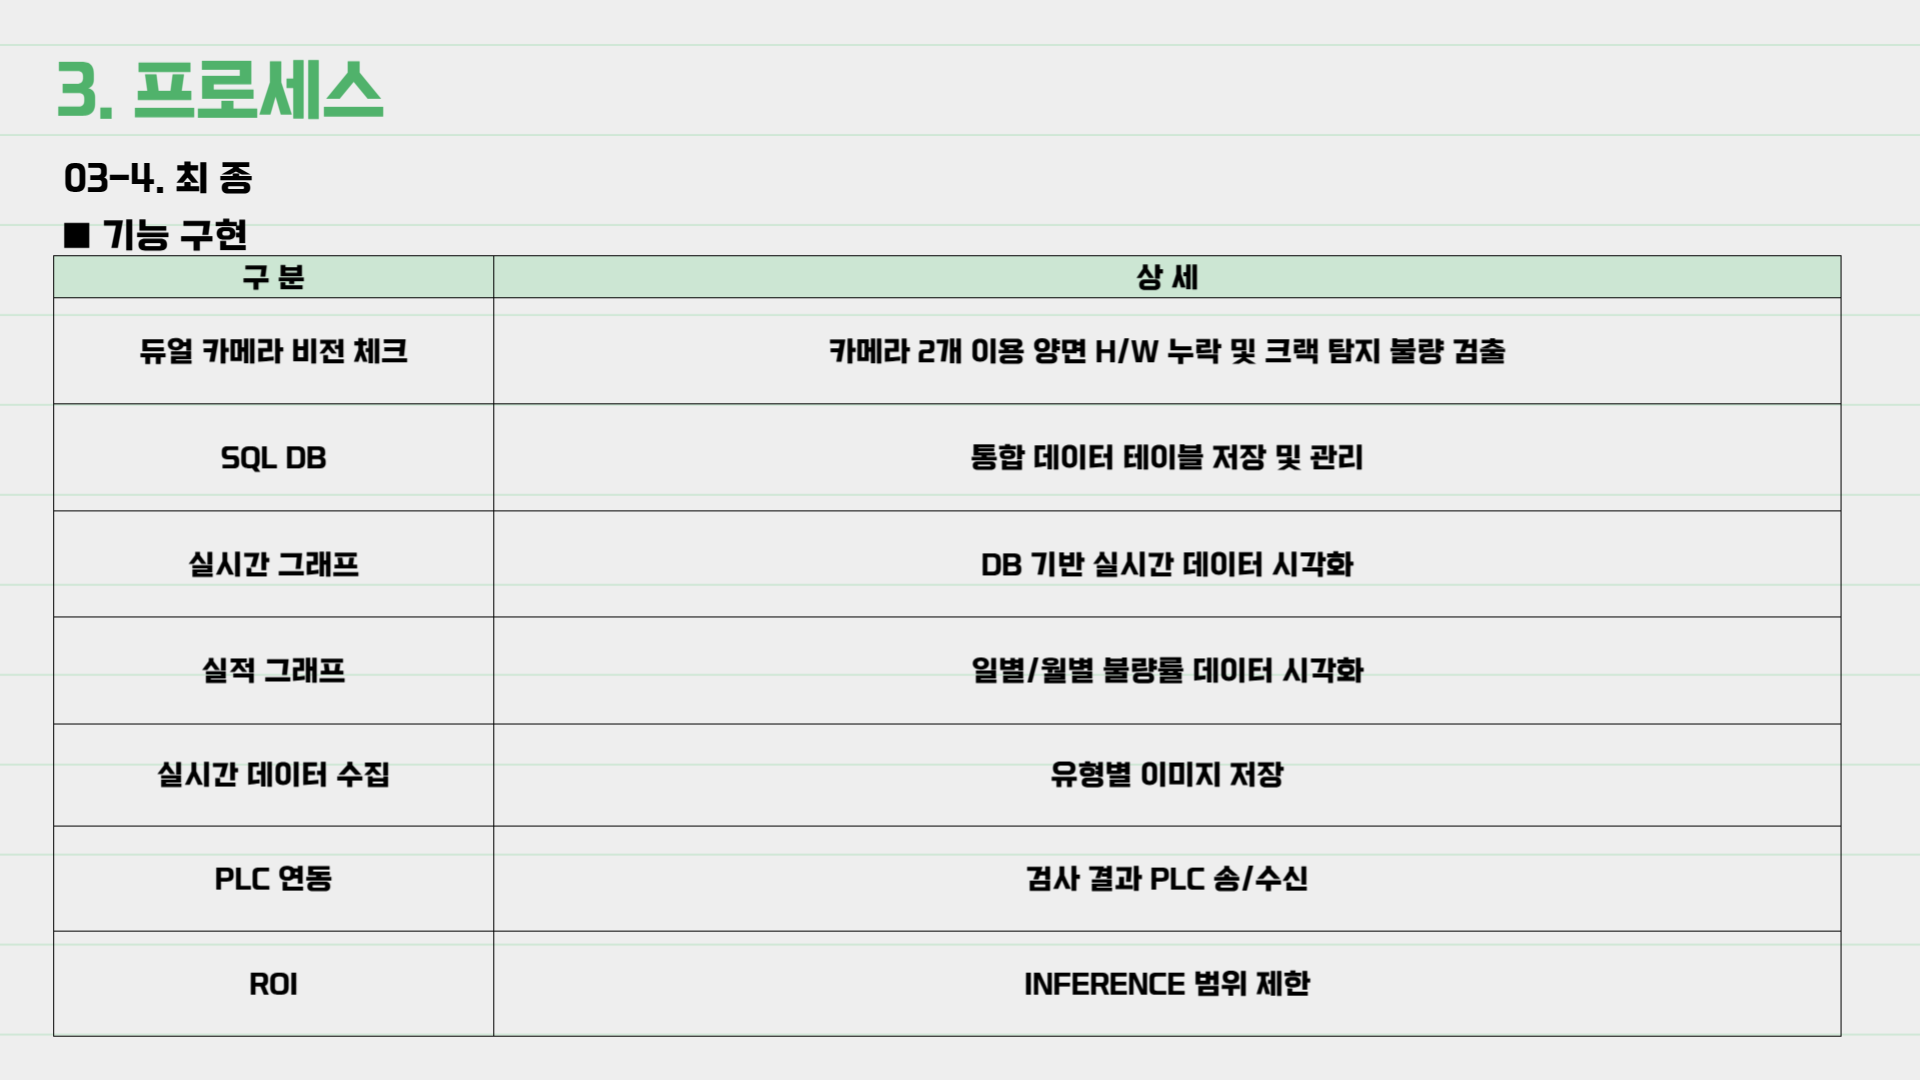 3. 프로세스
03-4. 최 종
■ 기능 구현
구 분 상 세
듀얼 카메라 비전 체크 카메라 2개 이용 양면 H/W 누락 및 크랙 탐지 불량 검출
SQL DB 통합 데이터 테이블 저장 및 관리
실시간 그래프 DB 기반 실시간 데이터 시각화
실적 그래프 일별/월별 불량률 데이터 시각화
실시간 데이터 수집 유형별 이미지 저장
PLC 연동 검사 결과 PLC 송/수신
ROI INFERENCE 범위 제한